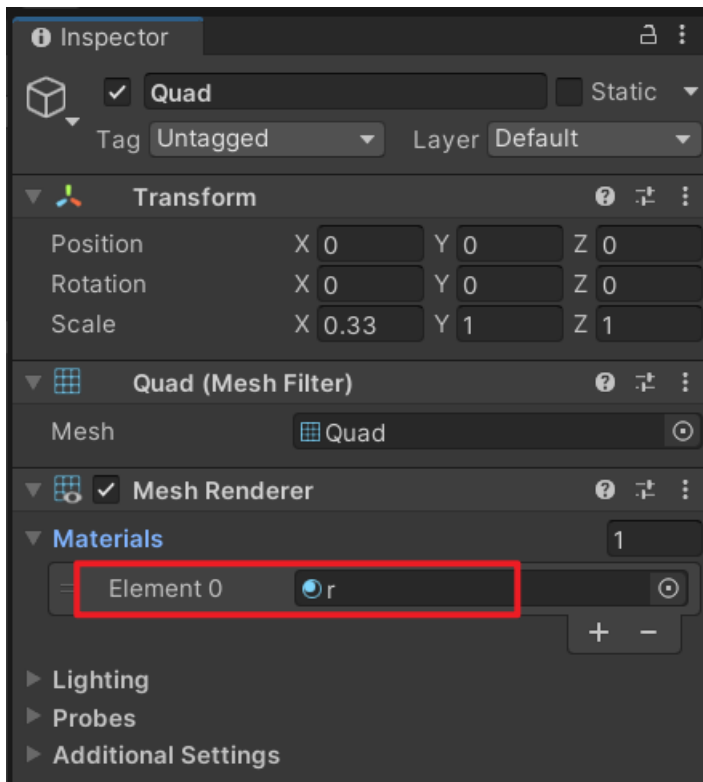 Inspector
Quad Static
Tag Untagged Layer Default
Transform
Position X 0 Y 0 Z 0
Rotation X 0 Y 0 Z 0
Scale X 0.33 Y 1 Z 1
Quad (Mesh Filter)
Mesh Quad
Mesh Renderer
Materials 1
Element 0 r
Lighting
Probes
Additional Settings